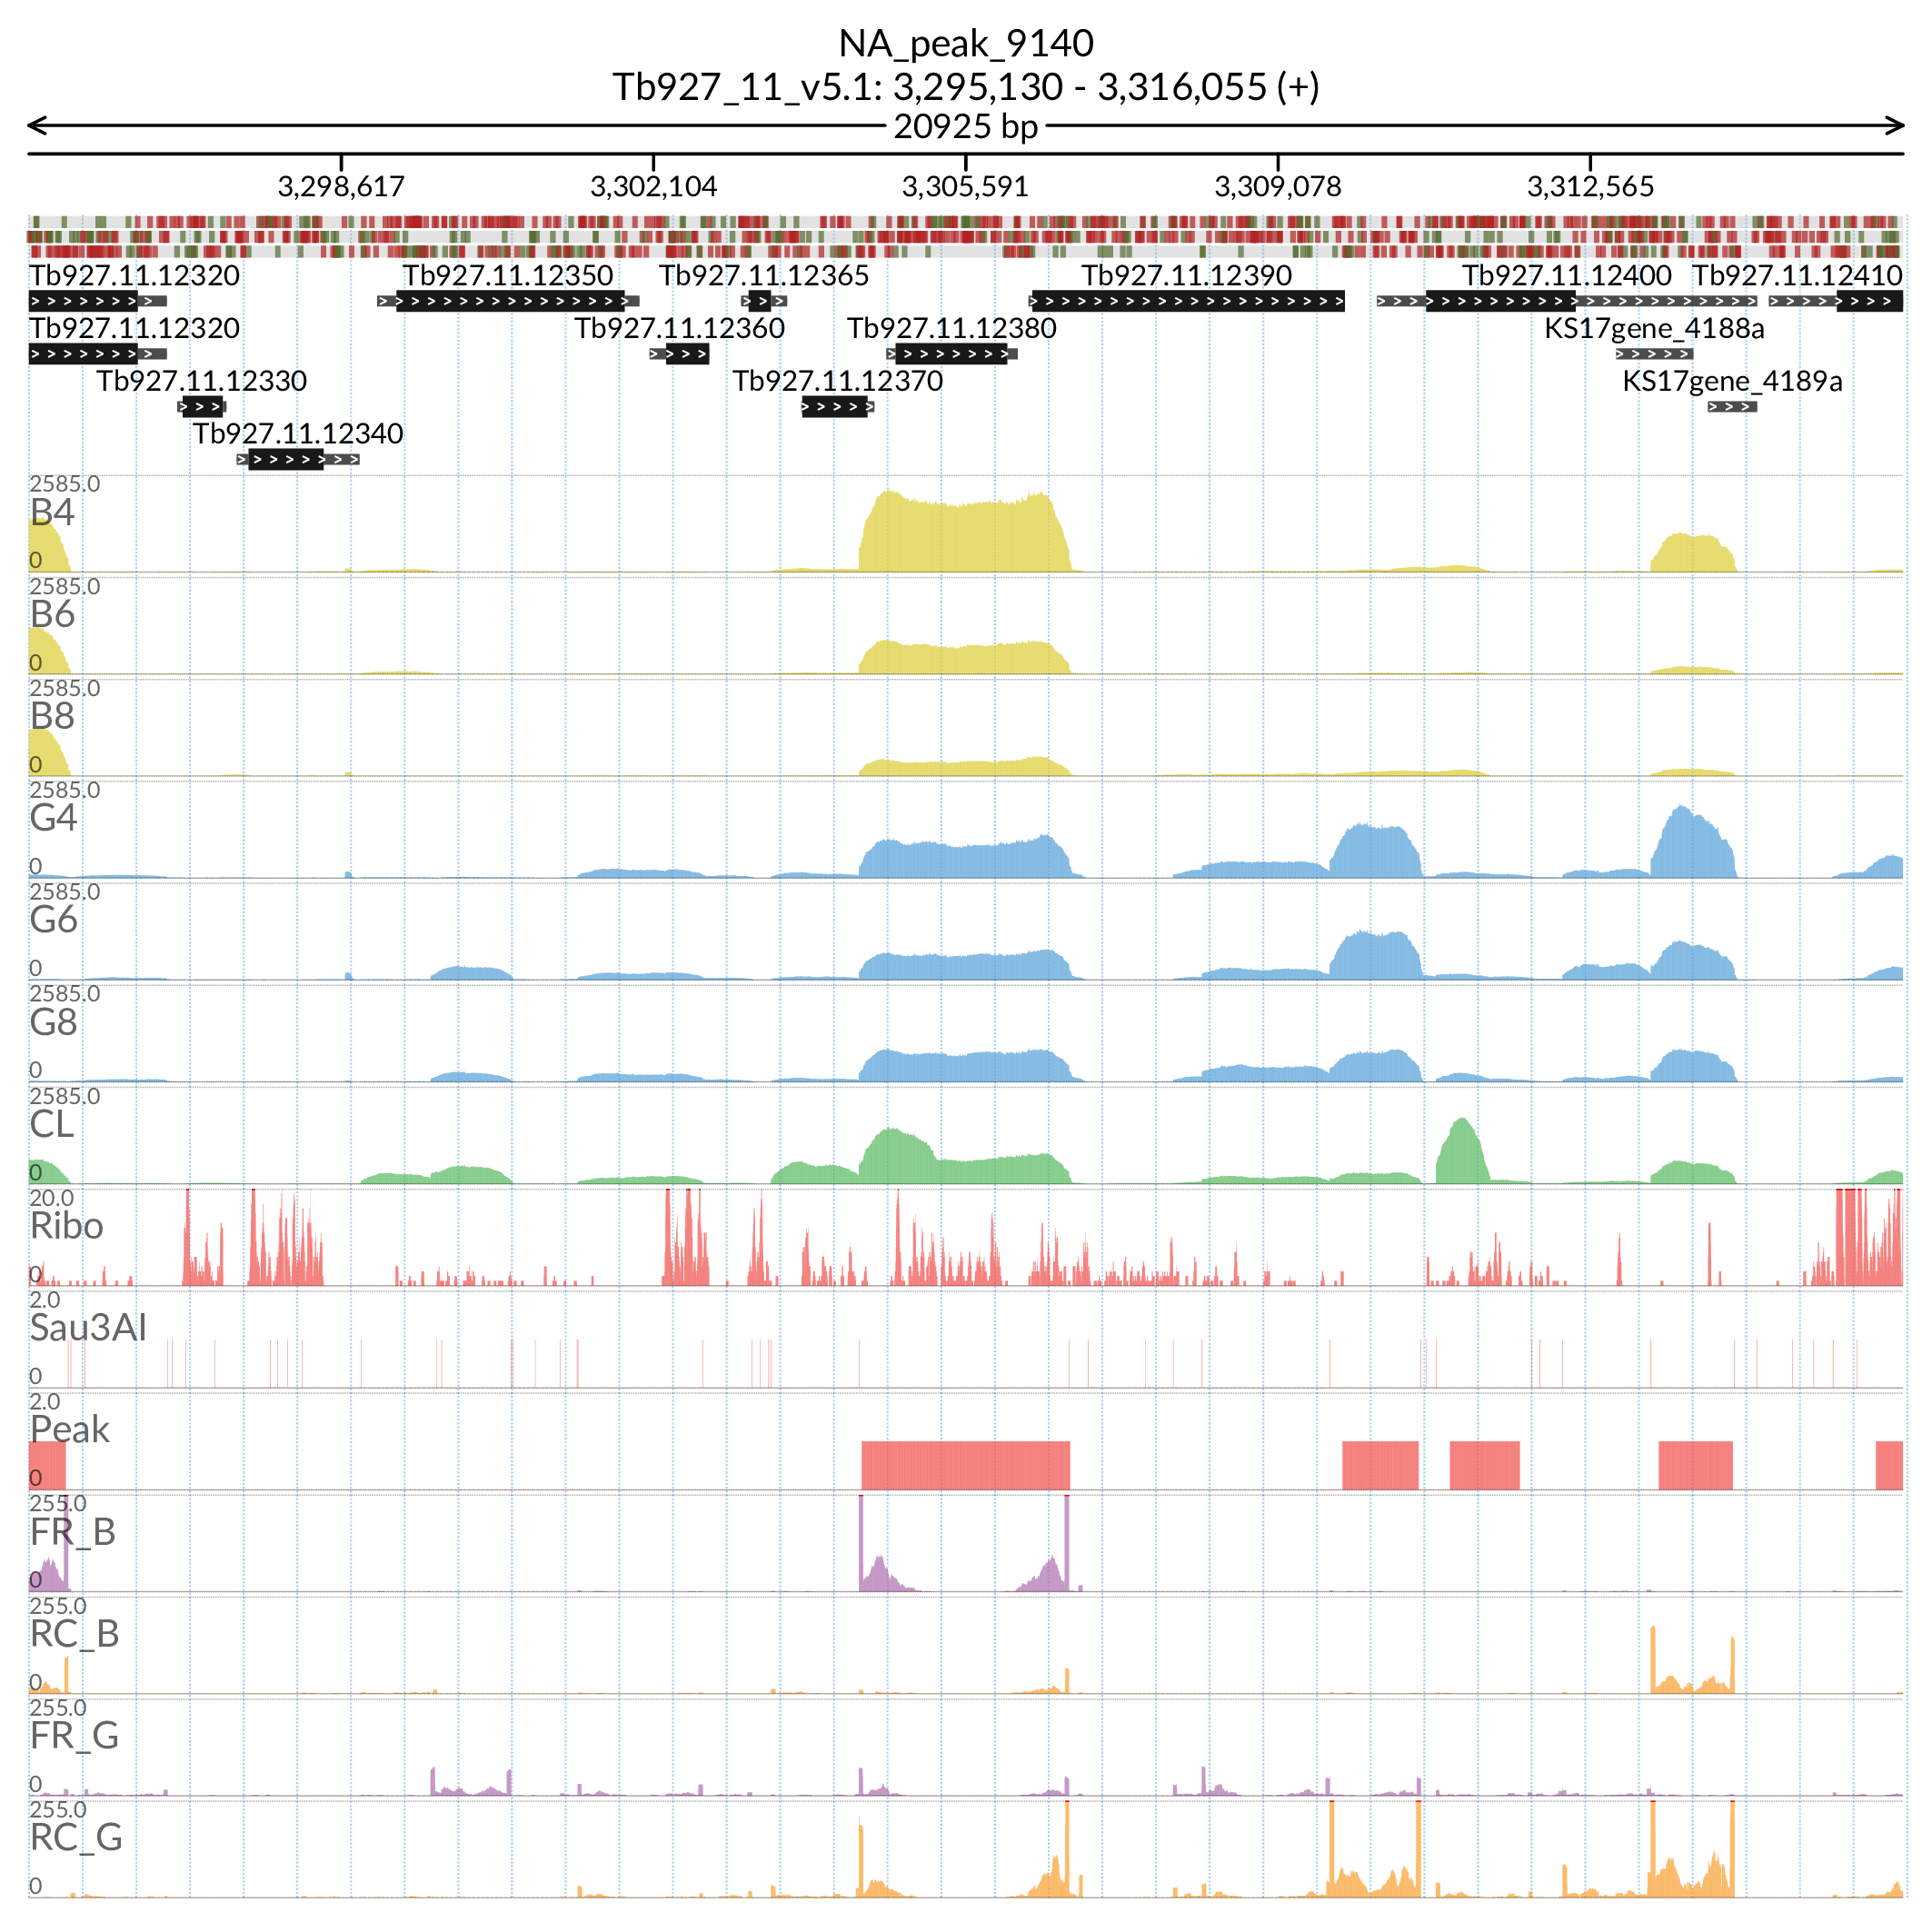 NA_peak_9140
Tb927_11_v5.1: 3,295,130 - 3,316,055 (+)
20925 bp
3,298,617 3,302,104 3,305,591 3,309,078 3,312,565
Tb927.11.12320 Tb927.11.12350 Tb927.11.12365 Tb927.11.12390 Tb927.11.12400 Tb927.11.12410
Tb927.11.12320 Tb927.11.12360 Tb927.11.12380 KS17gene_4188a
Tb927.11.12330 Tb927.11.12370 KS17gene_4189a
Tb927.11.12340
2585.0
B4
0
2585.0
B6
0
2585.0
B8
0
2585.0
G4
0
2585.0
G6
0
2585.0
G8
0
2585.0
CL
0
20.0
Ribo
0
2.0
Sau3AI
0
2.0
Peak
0
255.0
FR_B
0
255.0
RC_B
0
255.0
FR_G
0
255.0
RC_G
0